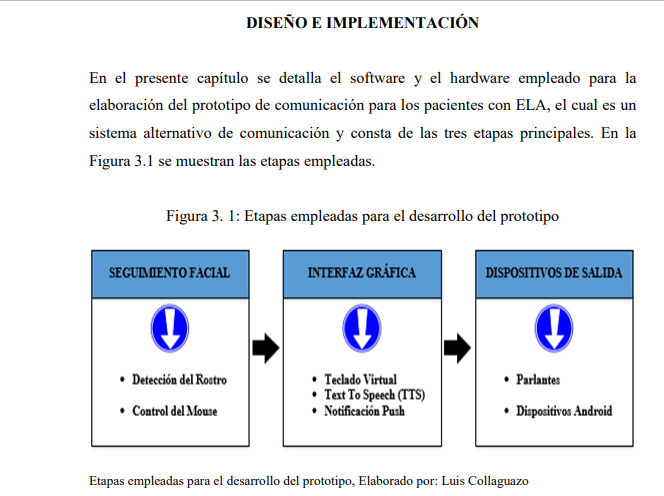 DISEÑO E IMPLEMENTACIÓN
En el presente capítulo se detalla el software y el hardware empleado para la
elaboración del prototipo de comunicación para los pacientes con ELA, el cual es un
sistema alternativo de comunicación y consta de las tres etapas principales. En la
Figura 3.1 se muestran las etapas empleadas.
Figura 3. 1: Etapas empleadas para el desarrollo del prototipo
SEGUIMIENTO FACIAL
• Detección del Rostro
• Control del Mouse
INTERFAZ GRÁFICA
• Teclado Virtual
• Text To Speech (TTS)
• Notificación Push
DISPOSITIVOS DE SALIDA
• Parlantes
• Dispositivos Android
Etapas empleadas para el desarrollo del prototipo, Elaborado por: Luis Collaguazo